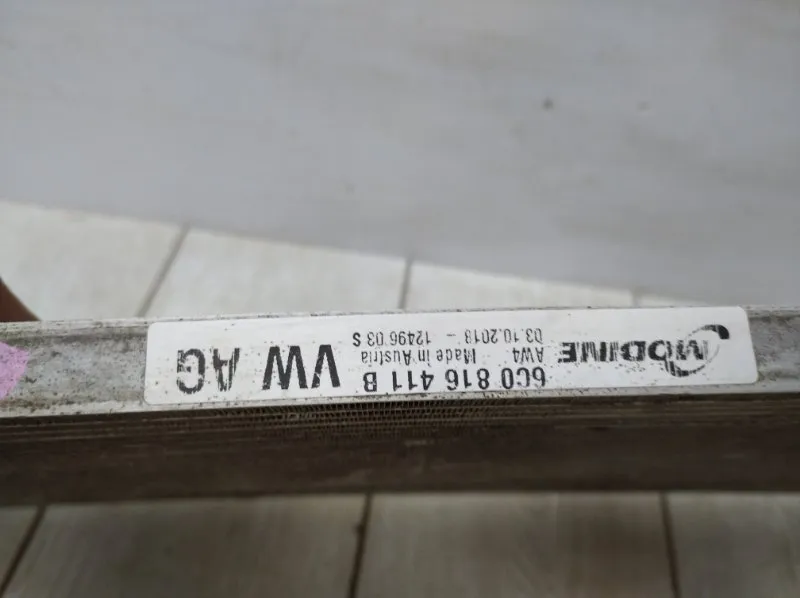 MODINE
6C0 816 411 B
AW4 Made in Austria
03.10.2018 - 12496 03 S
VW AG